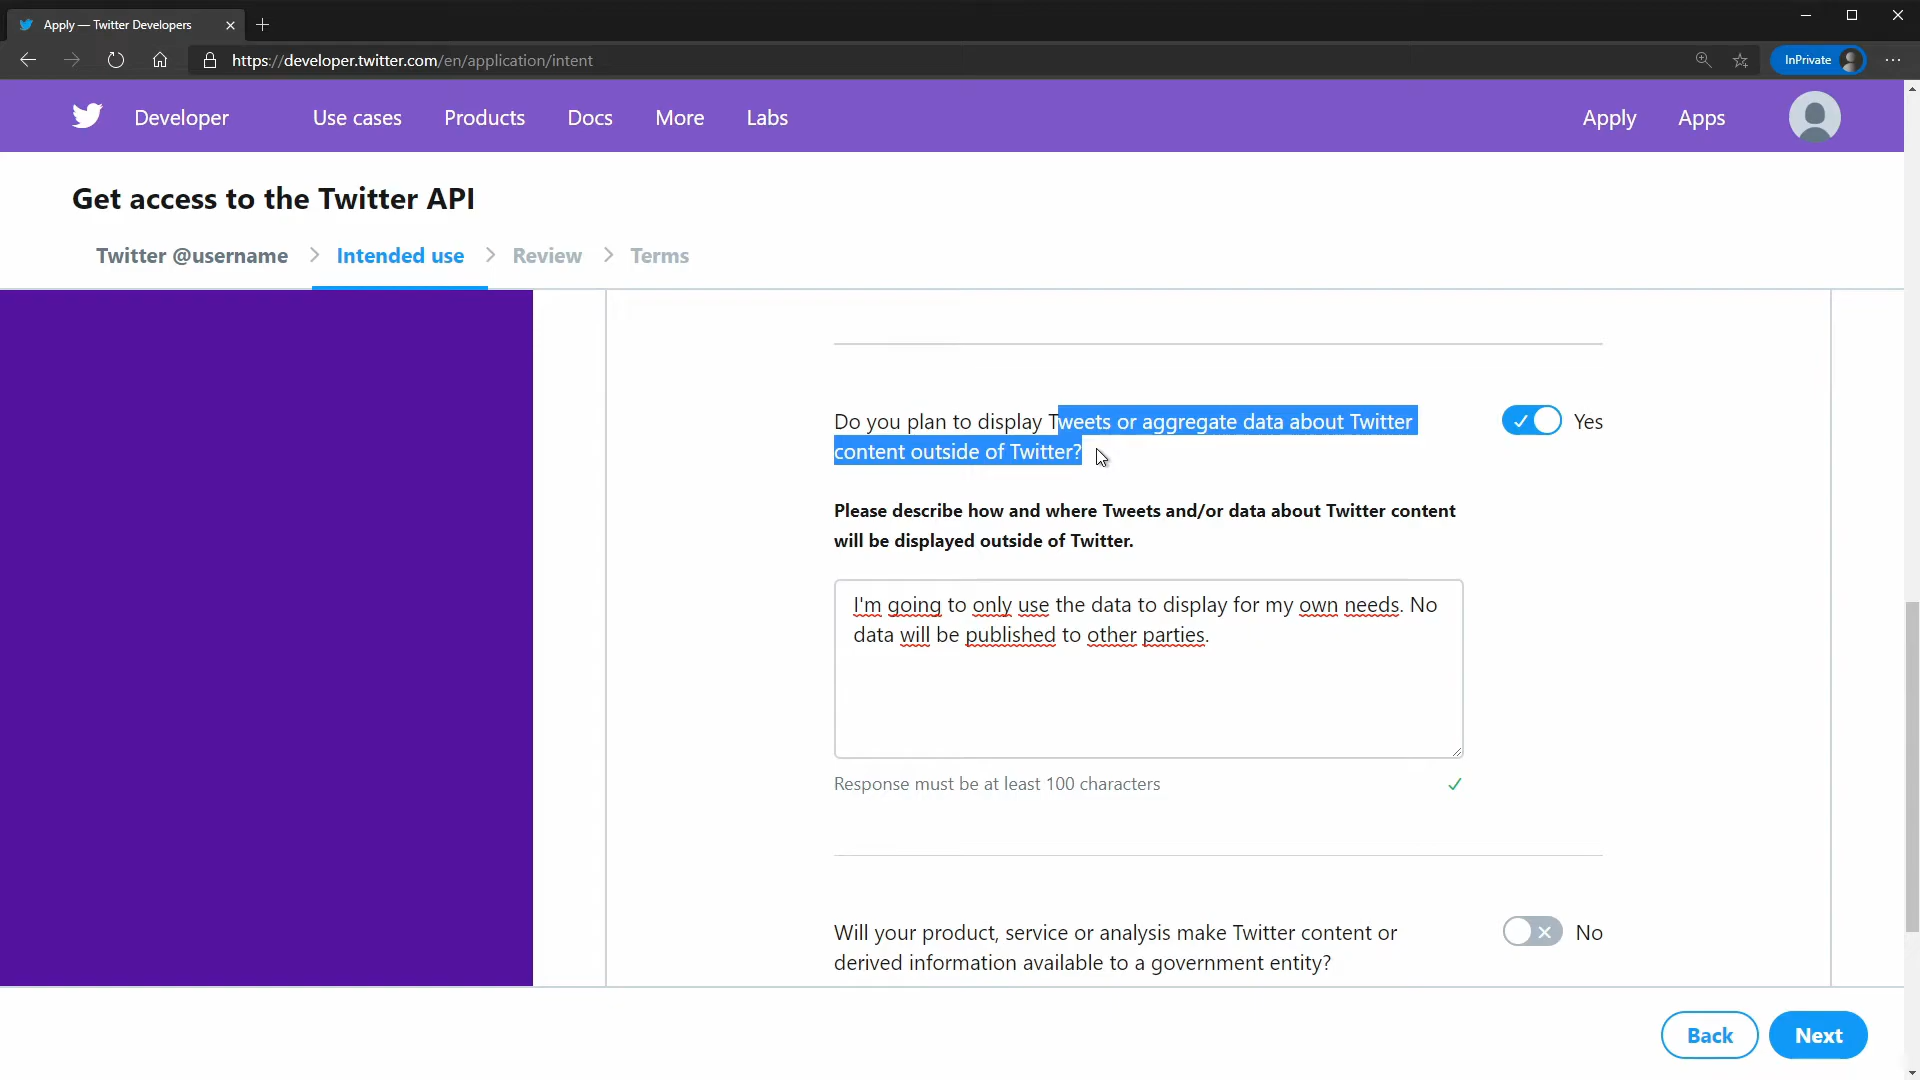 Apply — Twitter Developers
https://developer.twitter.com/en/application/intent
InPrivate
Developer
Use cases
Products
Docs
More
Labs
Apply
Apps
Get access to the Twitter API
Twitter @username
Intended use
Review
Terms
Do you plan to display Tweets or aggregate data about Twitter
content outside of Twitter?
Yes
Please describe how and where Tweets and/or data about Twitter content
will be displayed outside of Twitter.
I'm going to only use the data to display for my own needs. No
data will be published to other parties.
Response must be at least 100 characters
Will your product, service or analysis make Twitter content or
derived information available to a government entity?
No
Back
Next